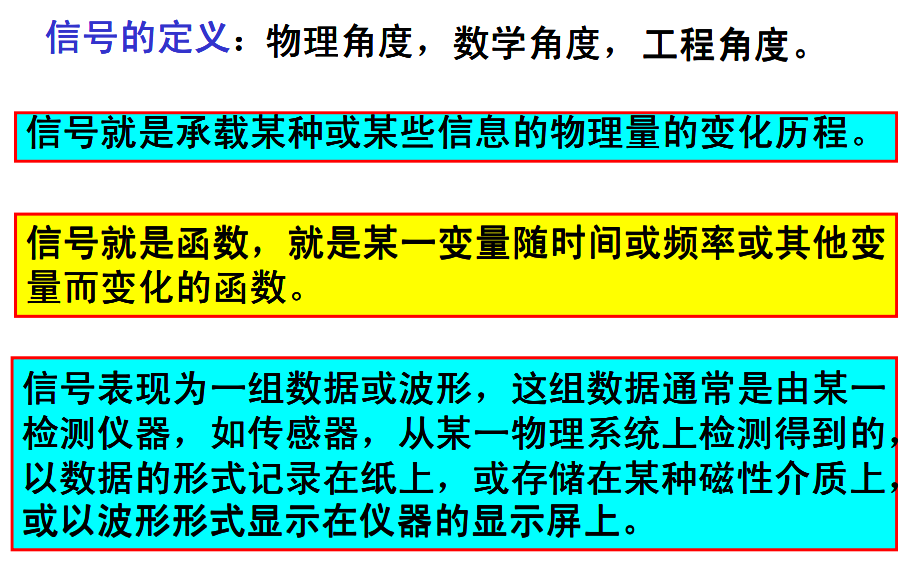 信号的定义：物理角度，数学角度，工程角度。
信号就是承载某种或某些信息的物理量的变化历程。
信号就是函数，就是某一变量随时间或频率或其他变
量而变化的函数。
信号表现为一组数据或波形，这组数据通常是由某一
检测仪器，如传感器，从某一物理系统上检测得到的，
以数据的形式记录在纸上，或存储在某种磁性介质上，
或以波形形式显示在仪器的显示屏上。